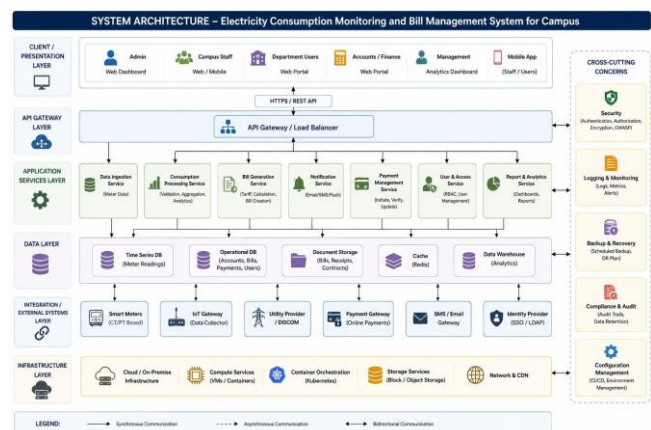 SYSTEM ARCHITECTURE – Electricity Consumption Monitoring and Bill Management System for Campus
CLIENT /
PRESENTATION
LAYER
Admin
Web Dashboard
Campus Staff
Web / Mobile
Department Users
Web Portal
Accounts / Finance
Web Portal
Management
Analytics Dashboard
Mobile App
(Staff / Users)
HTTPS / REST API
API GATEWAY
LAYER
API Gateway / Load Balancer
APPLICATION
SERVICES LAYER
Data Ingestion
Service
(Meter Data)
Consumption
Processing Service
(Validation, Aggregation,
Analytics)
Bill Generation
Service
(Tariff, Calculation,
Bill Creation)
Notification
Service
(Email/SMS/Push)
Payment
Management
Service
(Initiate, Verify,
Update)
User & Access
Service
(RBAC, User
Management)
Report & Analytics
Service
(Dashboards,
Reports)
DATA LAYER
Time Series DB
(Meter Readings)
Operational DB
(Accounts, Bills,
Payments, Users)
Document Storage
(Bills, Receipts,
Contracts)
Cache
(Redis)
Data Warehouse
(Analytics)
INTEGRATION /
EXTERNAL SYSTEMS
LAYER
Smart Meters
(CT/PT Based)
IoT Gateway
(Data Collector)
Utility Provider
/ DISCOM
Payment Gateway
(Online Payments)
SMS / Email
Gateway
Identity Provider
(SSO / LDAP)
INFRASTRUCTURE
LAYER
Cloud / On-Premise
Infrastructure
Compute Services
(VMs / Containers)
Container Orchestration
(Kubernetes)
Storage Services
(Block / Object Storage)
Network & CDN
CROSS-CUTTING
CONCERNS
Security
(Authentication, Authorization,
Encryption, OWASP)
Logging & Monitoring
(Logs, Metrics,
Alerts)
Backup & Recovery
(Scheduled Backup,
DR Plan)
Compliance & Audit
(Audit Trails,
Data Retention)
Configuration
Management
(CI/CD, Environment
Management)
LEGEND:
Synchronous Communication
Asynchronous Communication
Bidirectional Communication